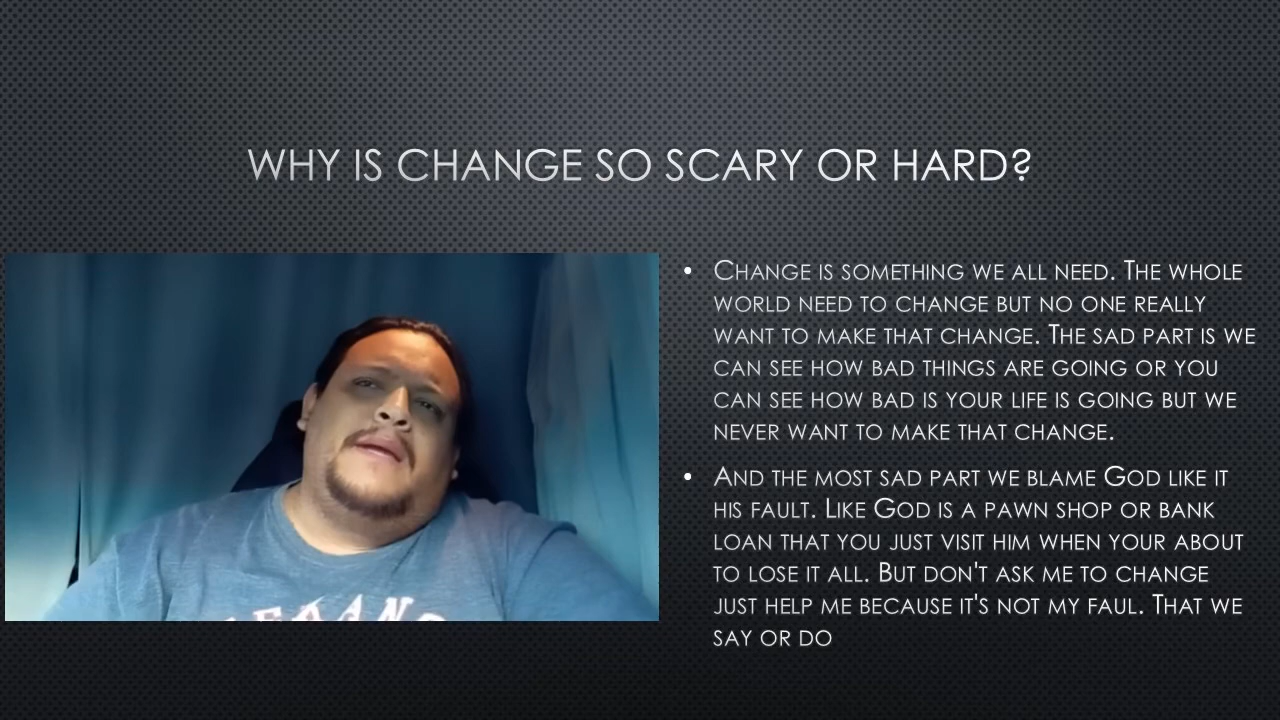 WHY IS CHANGE SO SCARY OR HARD?
• CHANGE IS SOMETHING WE ALL NEED. THE WHOLE
WORLD NEED TO CHANGE BUT NO ONE REALLY
WANT TO MAKE THAT CHANGE. THE SAD PART IS WE
CAN SEE HOW BAD THINGS ARE GOING OR YOU
CAN SEE HOW BAD IS YOUR LIFE IS GOING BUT WE
NEVER WANT TO MAKE THAT CHANGE.
• AND THE MOST SAD PART WE BLAME GOD LIKE IT
HIS FAULT. LIKE GOD IS A PAWN SHOP OR BANK
LOAN THAT YOU JUST VISIT HIM WHEN YOUR ABOUT
TO LOSE IT ALL. BUT DON'T ASK ME TO CHANGE
JUST HELP ME BECAUSE IT'S NOT MY FAUL. THAT WE
SAY OR DO